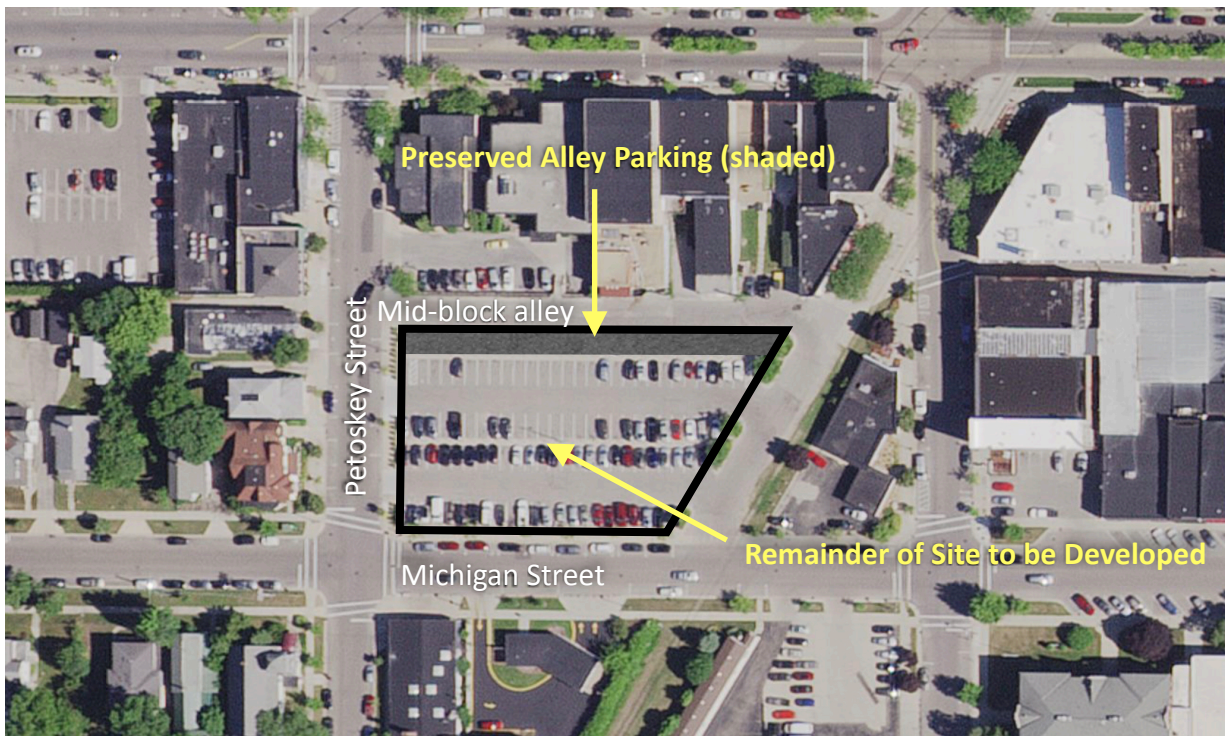 Preserved Alley Parking (shaded)
Mid-block alley
Petoskey Street
Remainder of Site to be Developed
Michigan Street